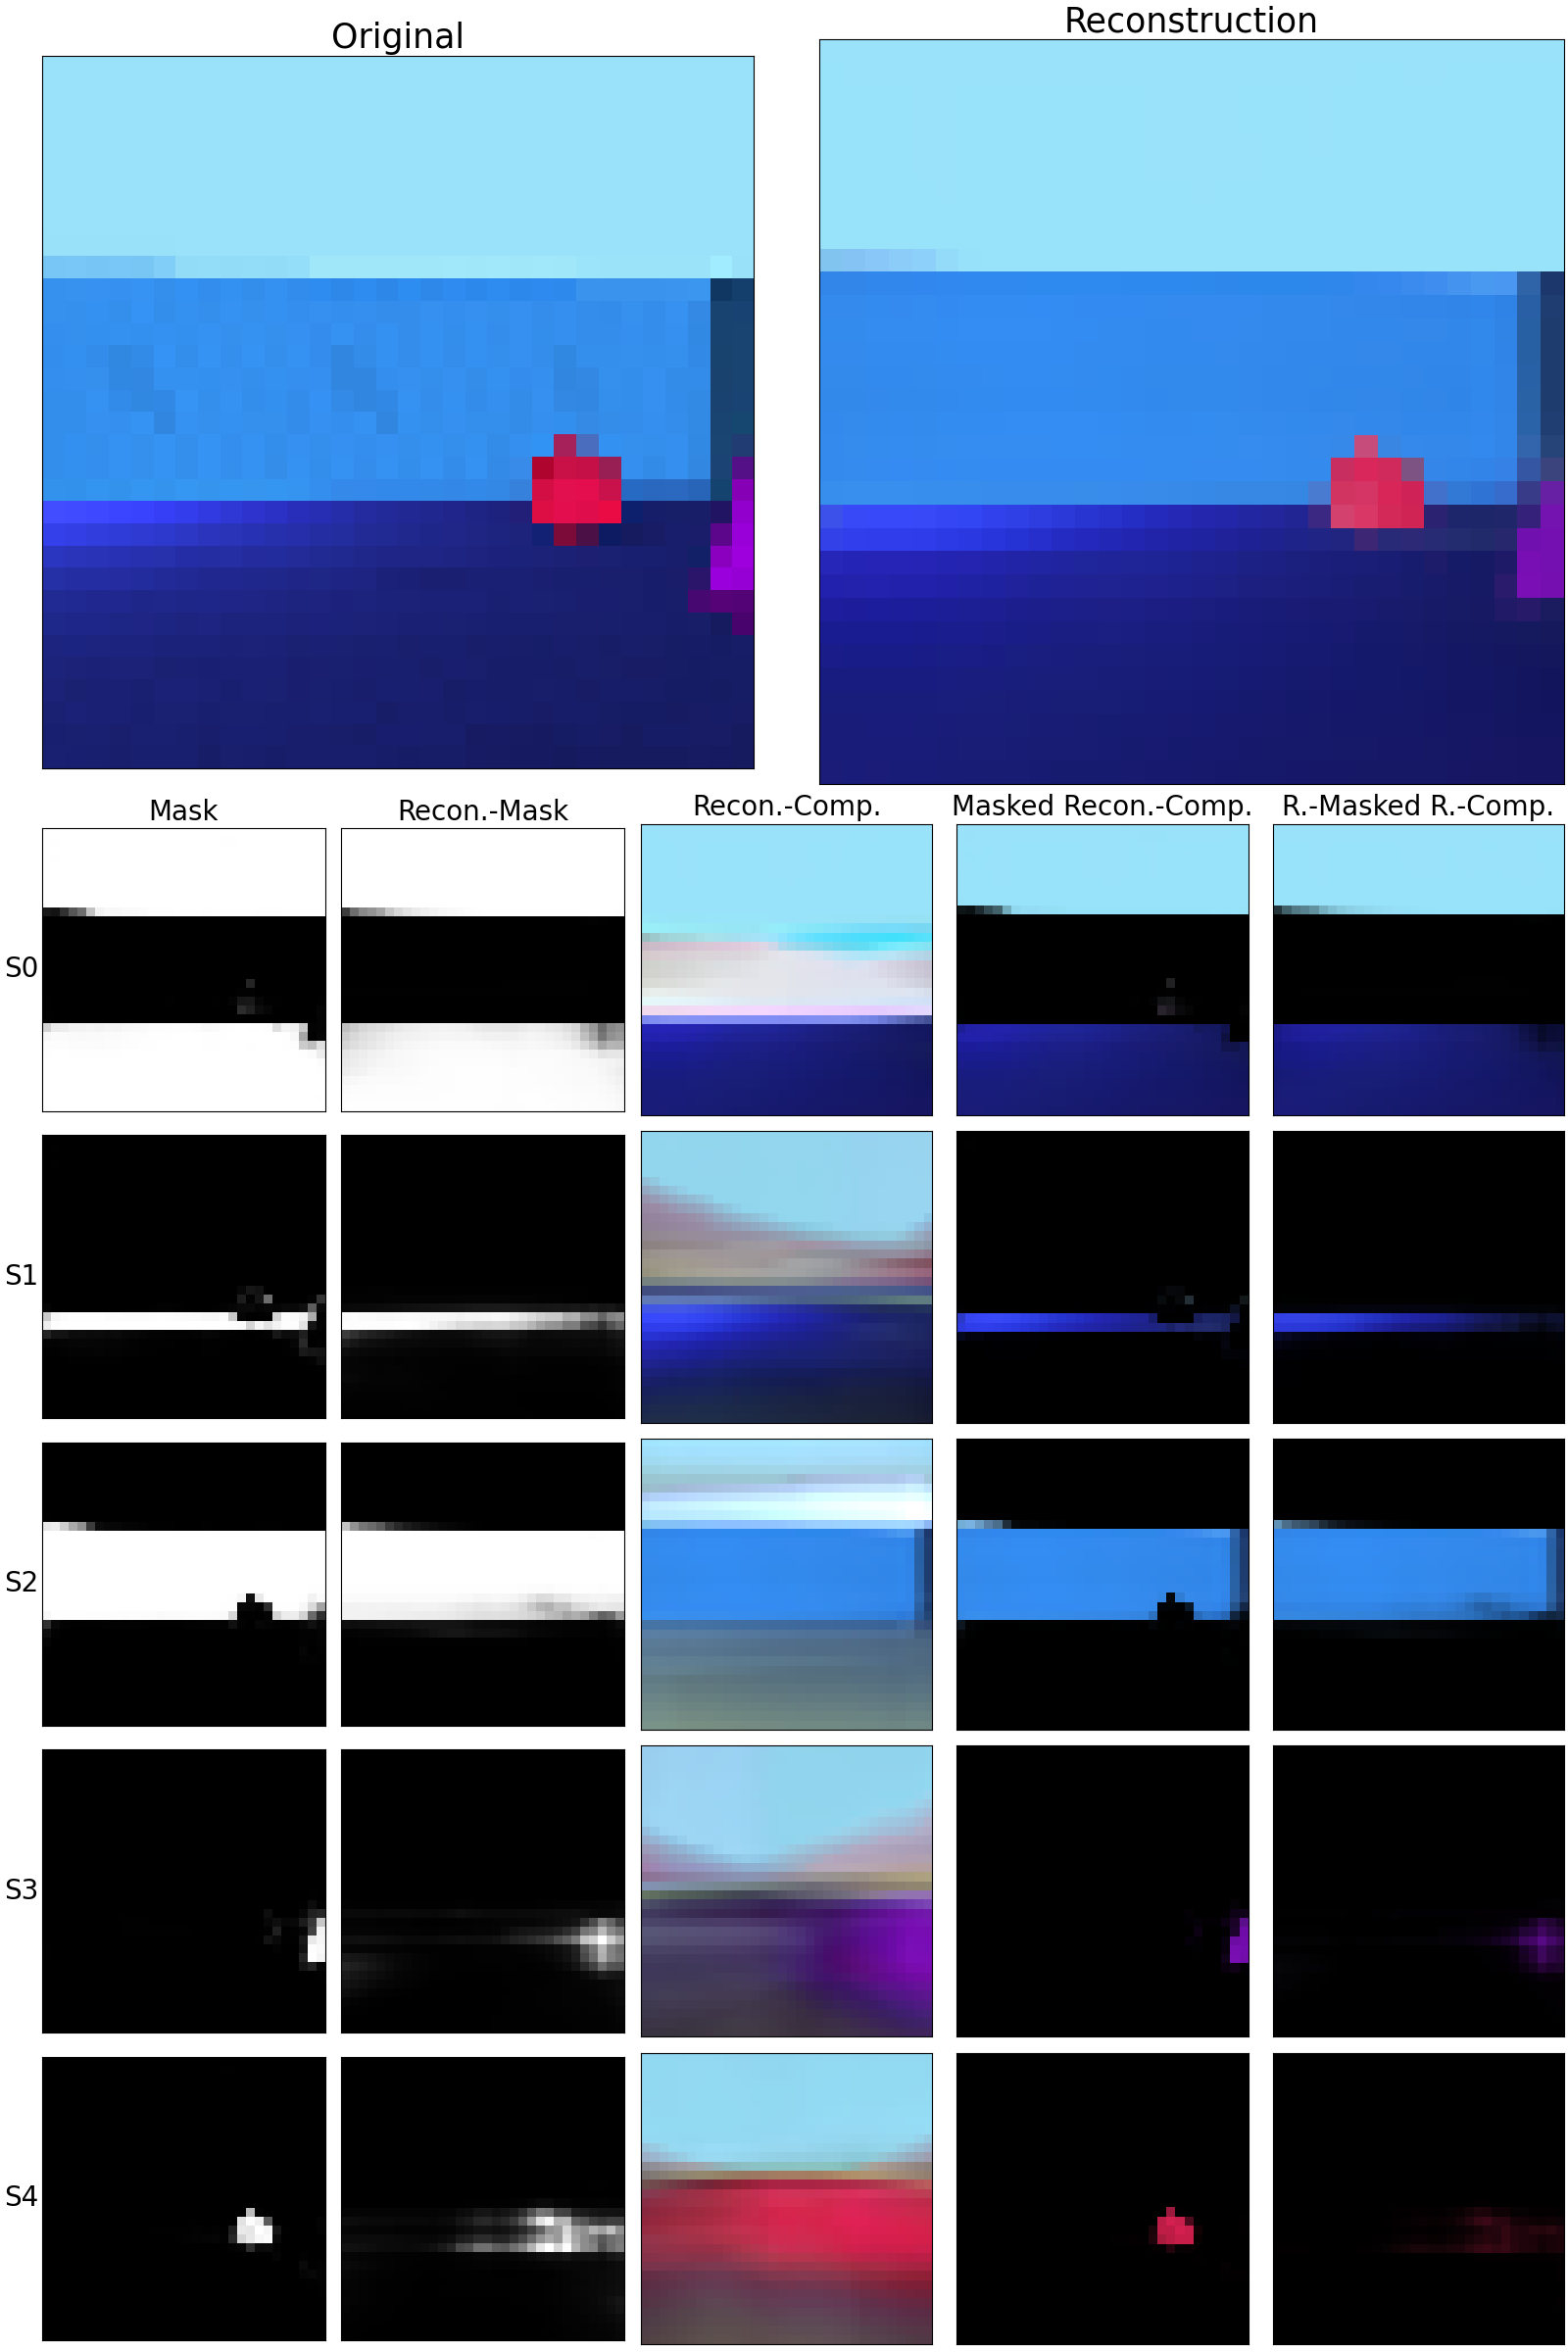 Original
Reconstruction
Mask
Recon.-Mask
Recon.-Comp.
Masked Recon.-Comp.
R.-Masked R.-Comp.
S0
S1
S2
S3
S4